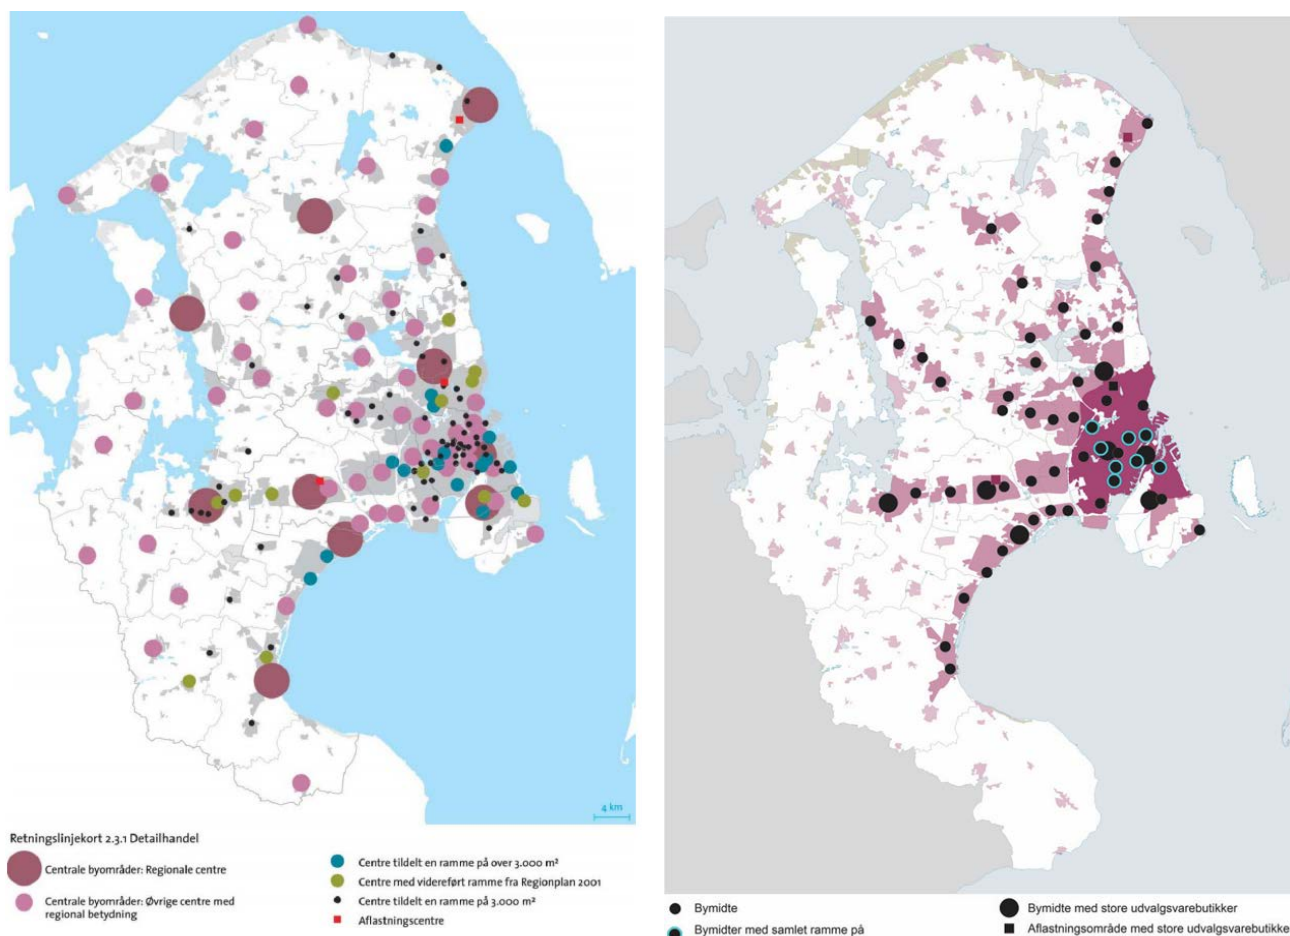 4 km
Retningslinjekort 2.3.1 Detailhandel
Centrale byområder: Regionale centre
Centrale byområder: Øvrige centre med
regional betydning
Centre tildelt en ramme på over 3.000 m²
Centre med videreført ramme fra Regionplan 2001
Centre tildelt en ramme på 3.000 m²
Aflastningscentre
Bymidte
Bymidter med samlet ramme på
Bymidte med store udvalgsvarebutikker
Aflastningsområde med store udvalgsvarebutikke